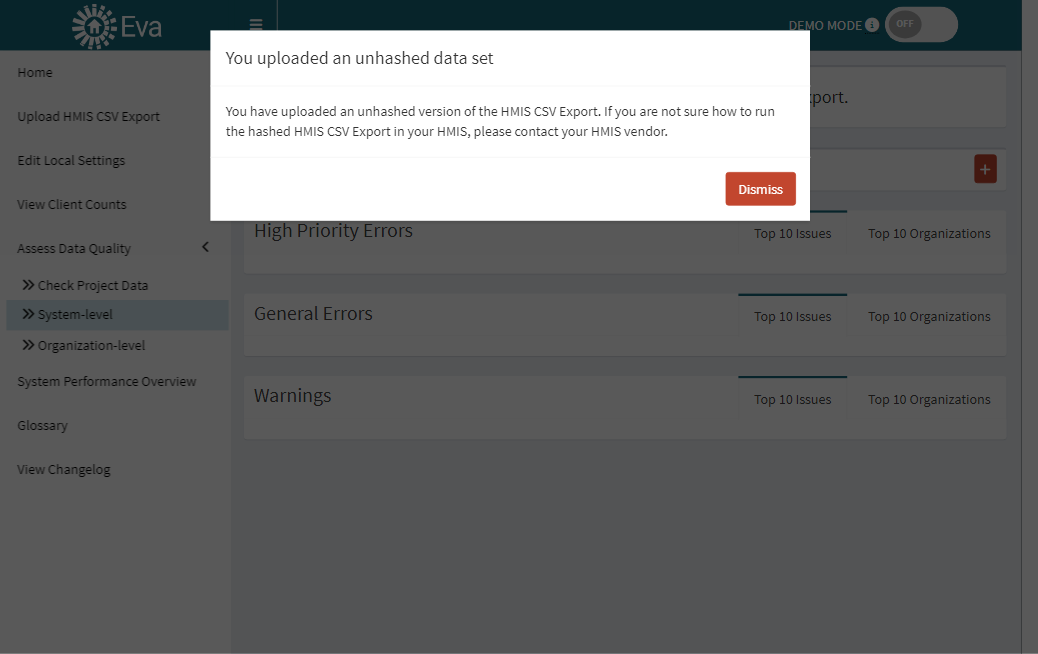 Eva
DEMO MODE
OFF
You uploaded an unhashed data set
You have uploaded an unhashed version of the HMIS CSV Export. If you are not sure how to run
the hashed HMIS CSV Export in your HMIS, please contact your HMIS vendor.
Dismiss
Home
Upload HMIS CSV Export
Edit Local Settings
View Client Counts
Assess Data Quality
Check Project Data
System-level
Organization-level
System Performance Overview
Glossary
View Changelog
High Priority Errors
Top 10 Issues
Top 10 Organizations
General Errors
Top 10 Issues
Top 10 Organizations
Warnings
Top 10 Issues
Top 10 Organizations